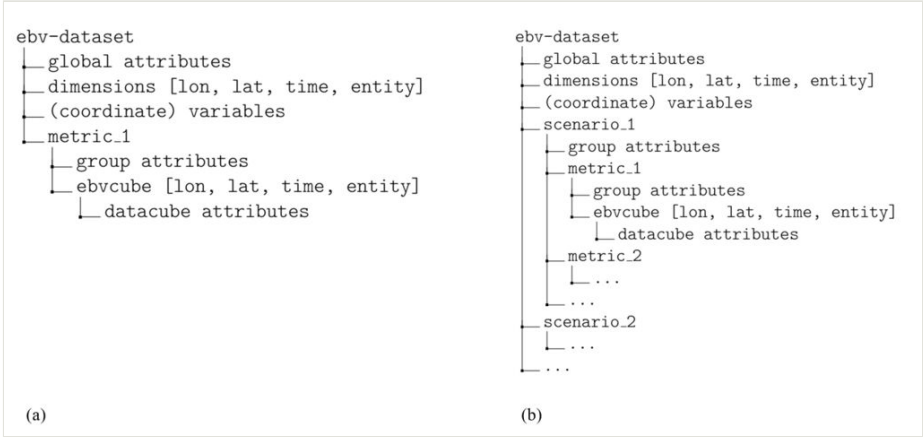 ebv-dataset
global attributes
dimensions [lon, lat, time, entity]
(coordinate) variables
metric_1
group attributes
ebvcube [lon, lat, time, entity]
datacube attributes
(a)
ebv-dataset
global attributes
dimensions [lon, lat, time, entity]
(coordinate) variables
scenario_1
group attributes
metric_1
group attributes
ebvcube [lon, lat, time, entity]
datacube attributes
metric_2
...
...
scenario_2
...
...
(b)